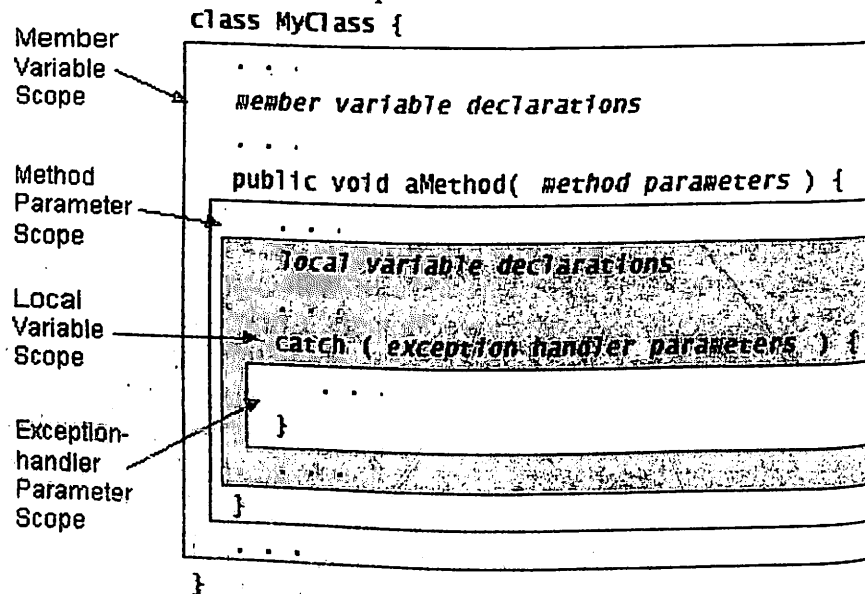 class MyClass {
Member
Variable
Scope
. . .
member variable declarations
. . .
Method
Parameter
Scope
public void aMethod( method parameters ) {
. . .
local variable declarations
. . .
Local
Variable
Scope
catch ( exception handler parameters ) {
. . .
}
Exception-
handler
Parameter
Scope
. . .
}
. . .
}